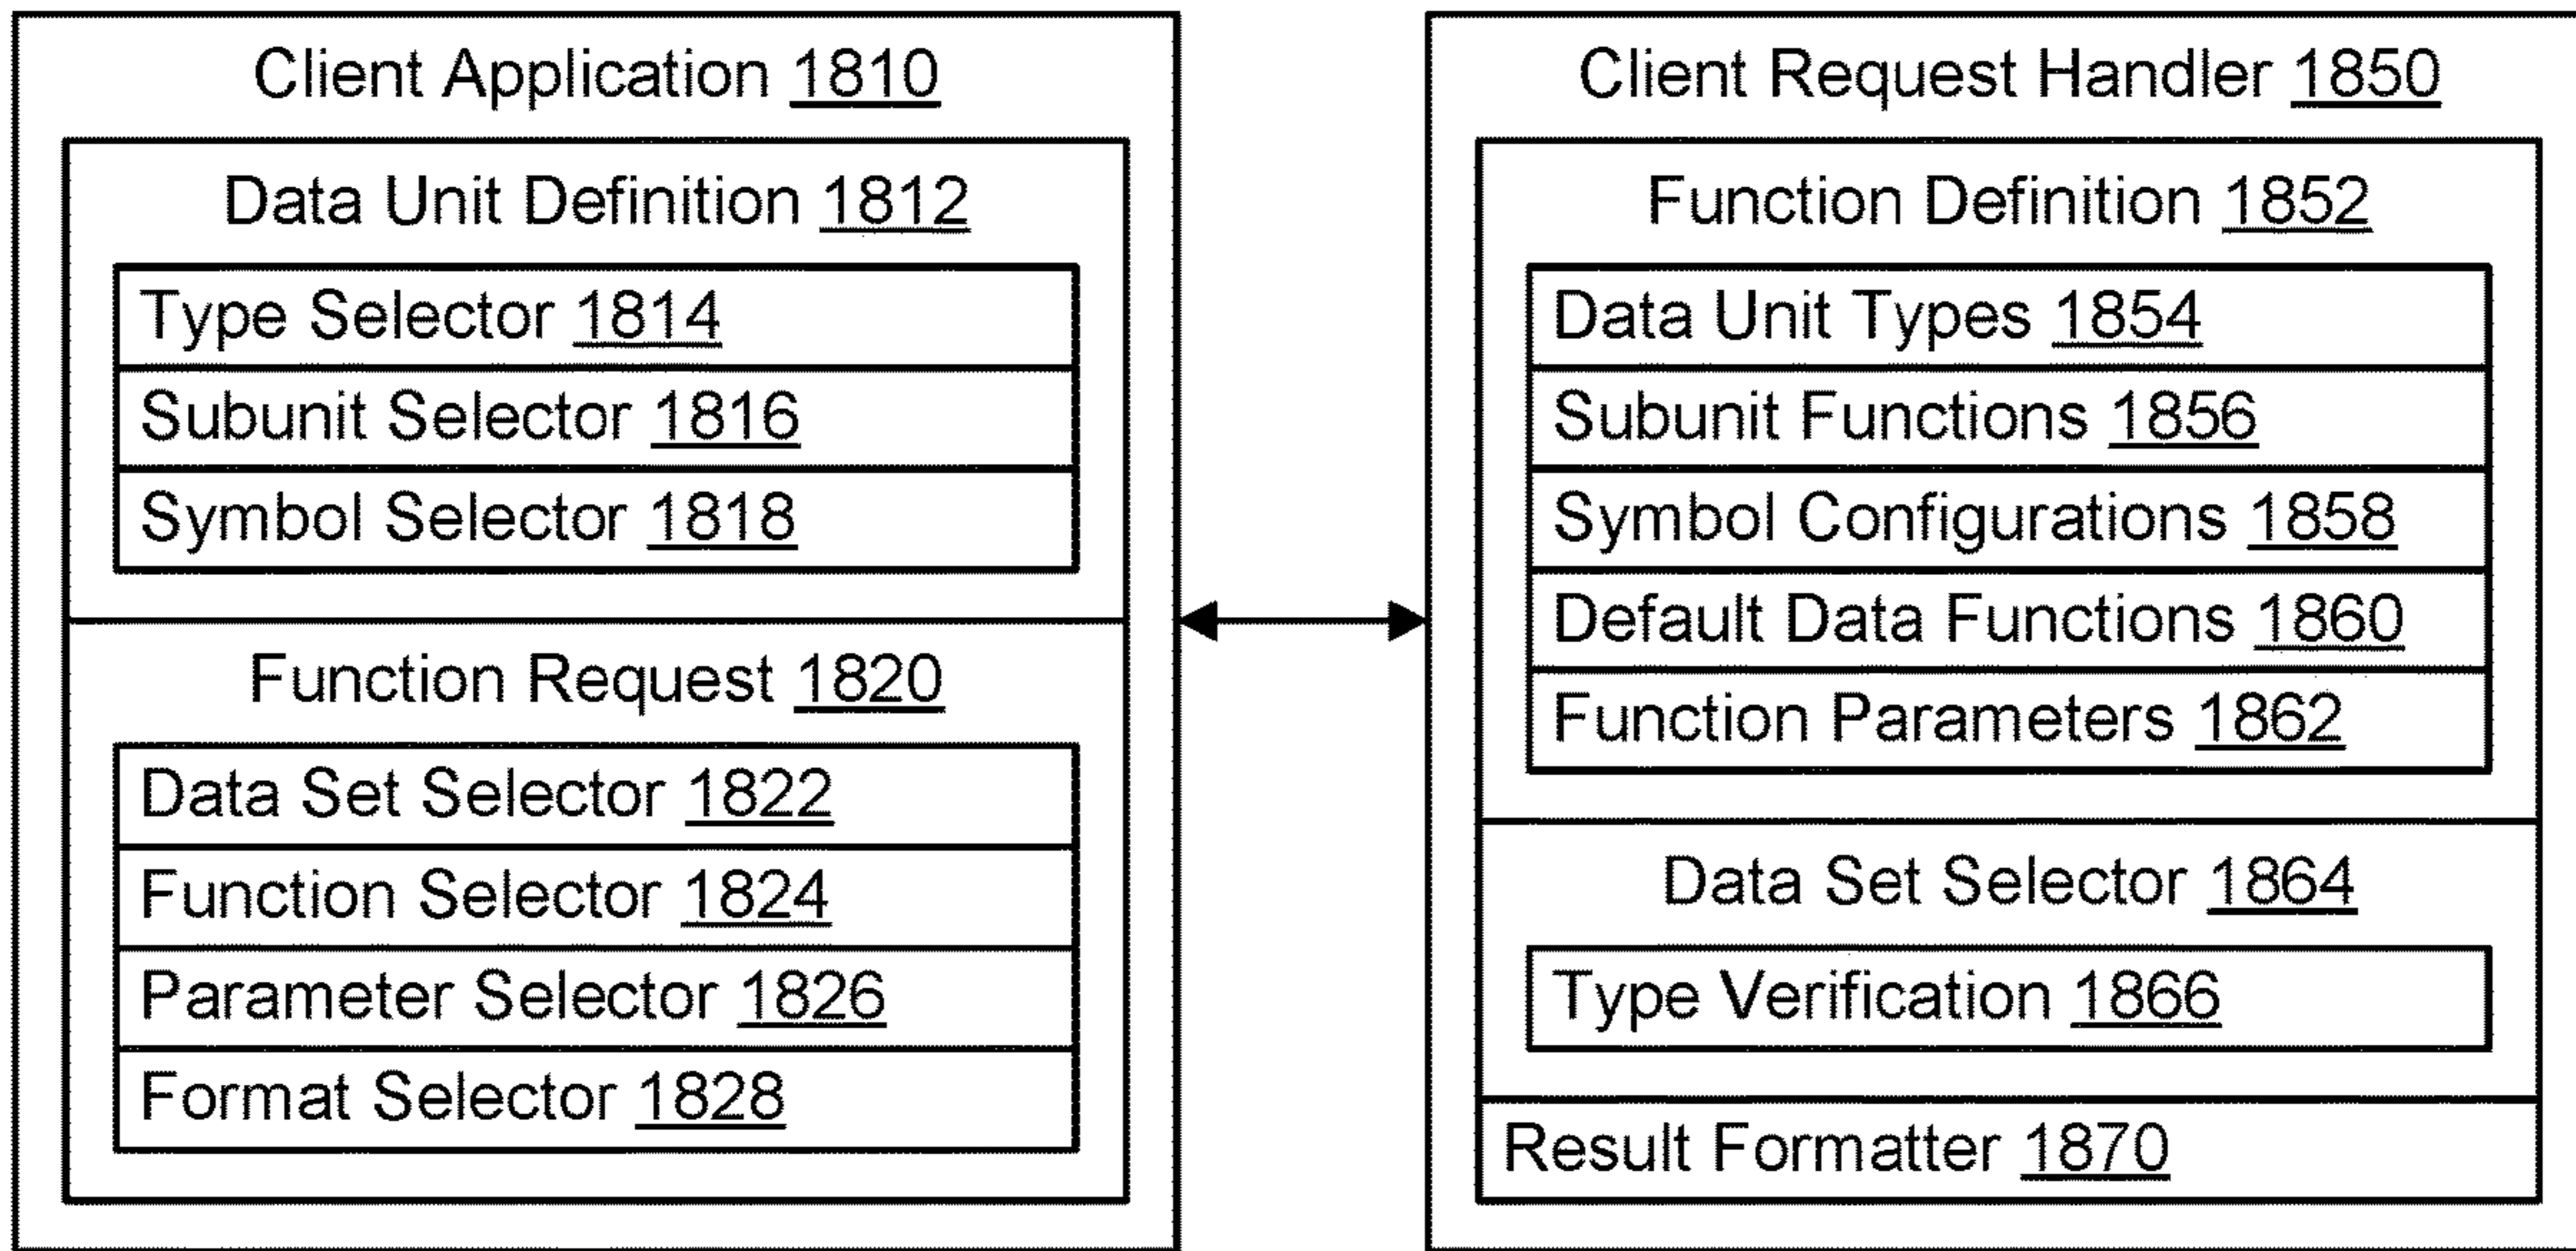 Client Application 1810
Data Unit Definition 1812
Type Selector 1814
Subunit Selector 1816
Symbol Selector 1818
Function Request 1820
Data Set Selector 1822
Function Selector 1824
Parameter Selector 1826
Format Selector 1828
Client Request Handler 1850
Function Definition 1852
Data Unit Types 1854
Subunit Functions 1856
Symbol Configurations 1858
Default Data Functions 1860
Function Parameters 1862
Data Set Selector 1864
Type Verification 1866
Result Formatter 1870